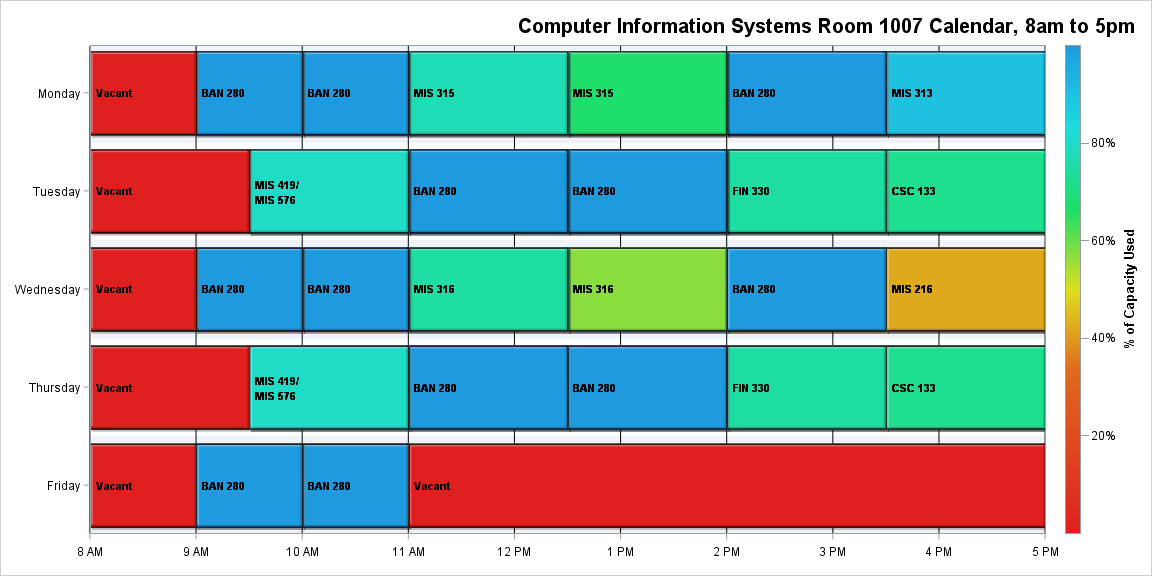 Computer Information Systems Room 1007 Calendar, 8am to 5pm
Monday
Vacant
BAN 280
BAN 280
MIS 315
MIS 315
BAN 280
MIS 313
Tuesday
Vacant
MIS 419/
MIS 576
BAN 280
BAN 280
FIN 330
CSC 133
Wednesday
Vacant
BAN 280
BAN 280
MIS 316
MIS 316
BAN 280
MIS 216
Thursday
Vacant
MIS 419/
MIS 576
BAN 280
BAN 280
FIN 330
CSC 133
Friday
Vacant
BAN 280
BAN 280
Vacant
8 AM
9 AM
10 AM
11 AM
12 PM
1 PM
2 PM
3 PM
4 PM
5 PM
80%
60%
40%
20%
% of Capacity Used